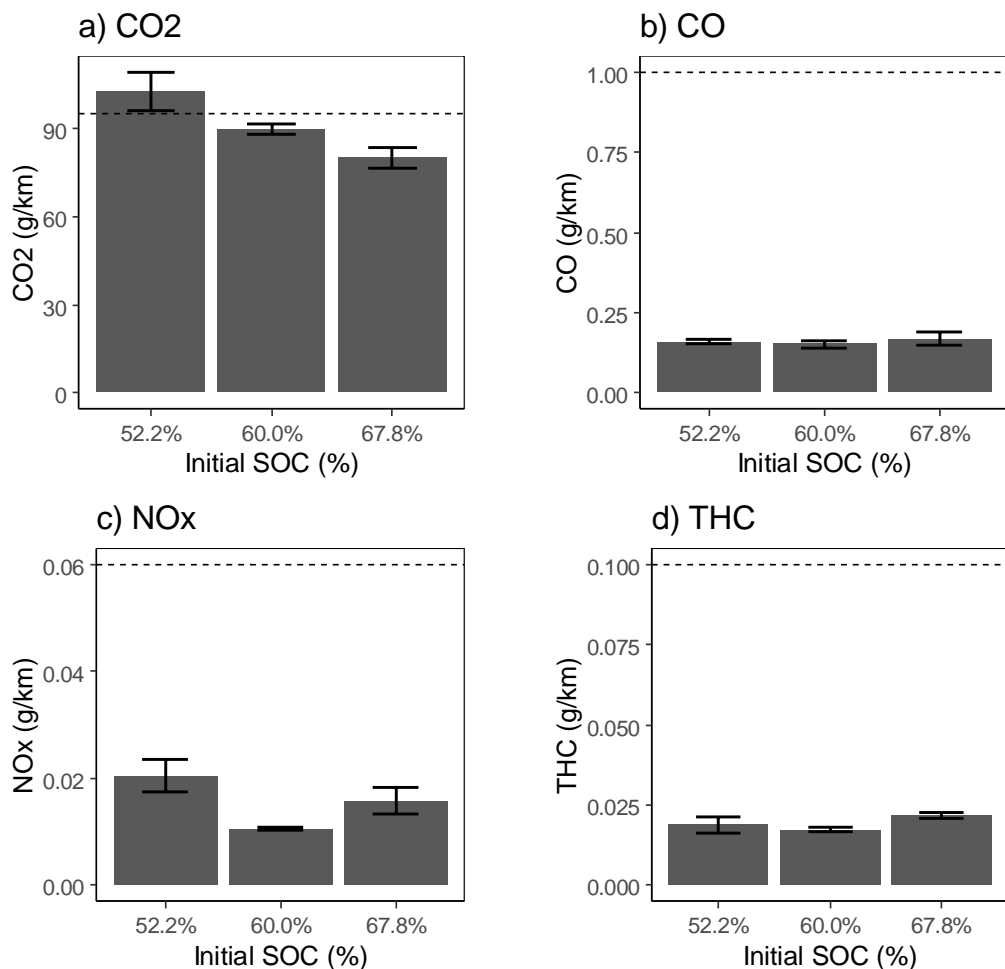 a) CO2
CO2 (g/km)
90
60
30
0
52.2% 60.0% 67.8%
Initial SOC (%)
b) CO
CO (g/km)
1.00
0.75
0.50
0.25
0.00
52.2% 60.0% 67.8%
Initial SOC (%)
c) NOx
NOx (g/km)
0.06
0.04
0.02
0.00
52.2% 60.0% 67.8%
Initial SOC (%)
d) THC
THC (g/km)
0.100
0.075
0.050
0.025
0.000
52.2% 60.0% 67.8%
Initial SOC (%)